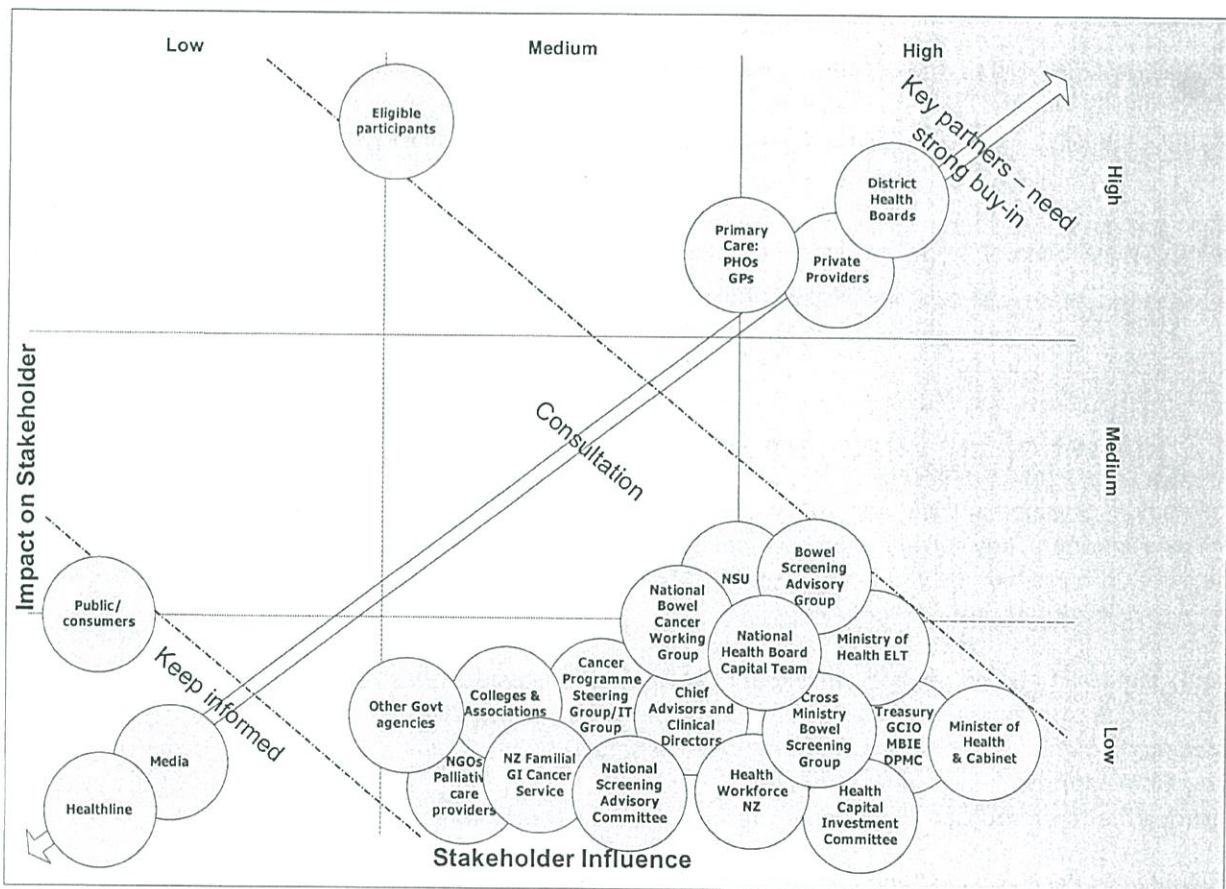 Low
Medium
High
Eligible
participants
Key partners – need
strong buy-in
High
District
Health
Boards
Primary
Care:
PHOs
GPs
Private
Providers
Impact on Stakeholder
Consultation
Medium
Public/
consumers
NSU
Bowel
Screening
Advisory
Group
National
Bowel
Cancer
Working
Group
National
Health Board
Capital Team
Ministry of
Health ELT
Keep informed
Other Govt
agencies
Colleges &
Associations
Cancer
Programme
Steering
Group/IT
Group
Chief
Advisors and
Clinical
Directors
Cross
Ministry
Bowel
Screening
Group
Treasury
GCIO
MBIE
DPMC
Minister of
Health
& Cabinet
Low
Media
Healthline
NGOs
Palliativ
care
providers
NZ Familial
GI Cancer
Service
National
Screening
Advisory
Committee
Health
Workforce
NZ
Health
Capital
Investment
Committee
Stakeholder Influence